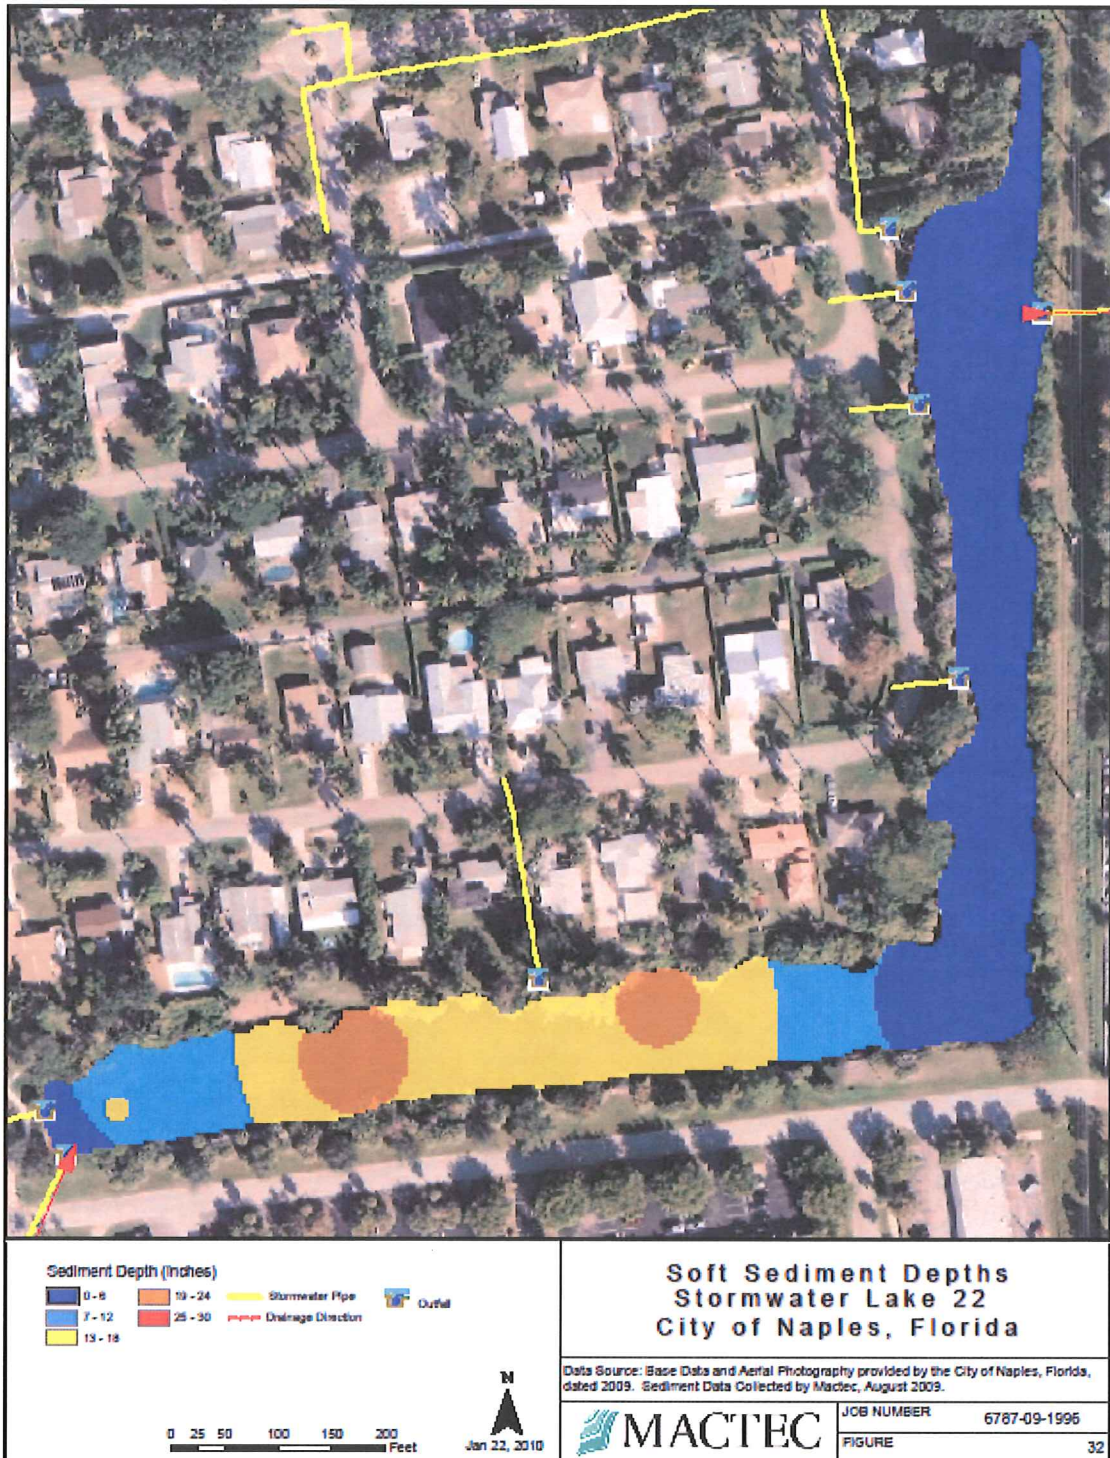 Sediment Depth (Inches)
0 - 6
7 - 12
13 - 18
19 - 24
25 - 30
Stormwater Pipe
Drainage Direction
Outfall
N
Jan 22, 2010
0 25 50 100 150 200
Feet
Soft Sediment Depths
Stormwater Lake 22
City of Naples, Florida
Data Source: Base Data and Aerial Photography provided by the City of Naples, Florida,
dated 2009. Sediment Data Collected by Mactec, August 2009.
MACTEC
JOB NUMBER 6787-09-1996
FIGURE 32